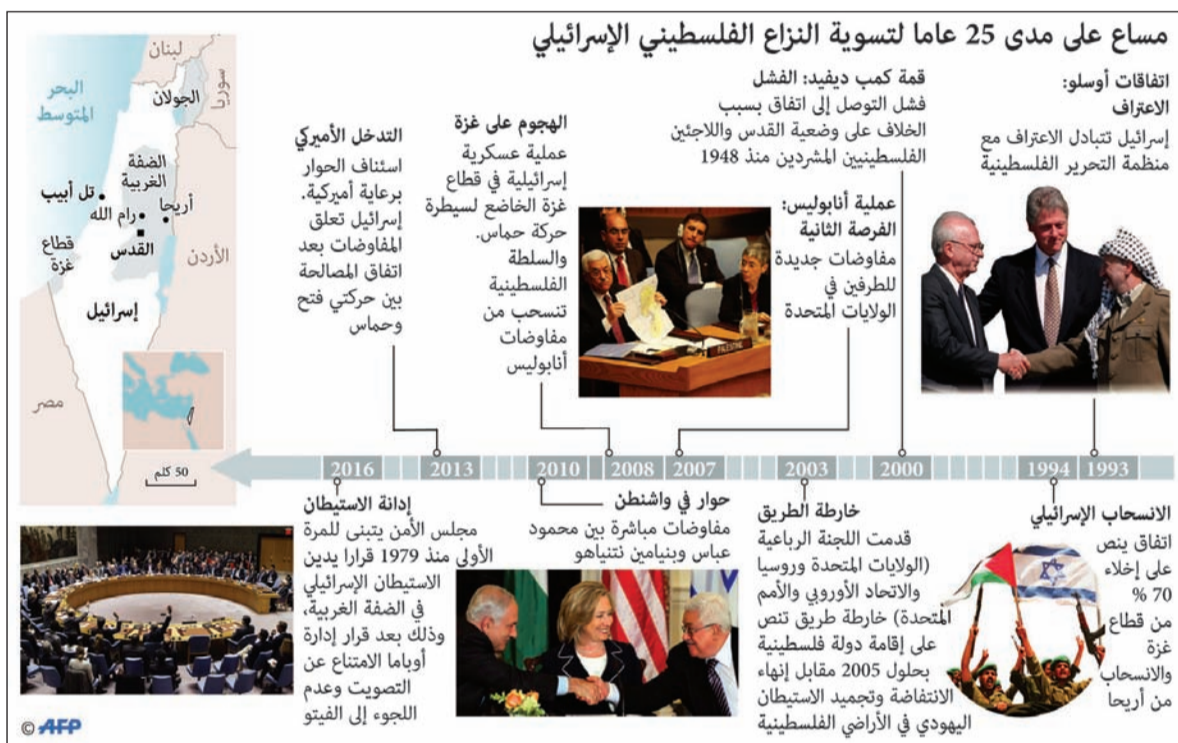 مساع على مدى 25 عاما لتسوية النزاع الفلسطيني الإسرائيلي
اتفاقات أوسلو:
الاعتراف
إسرائيل تتبادل الاعتراف مع
منظمة التحرير الفلسطينية
قمة كمب ديفيد: الفشل
فشل التوصل إلى اتفاق بسبب
الخلاف على وضعية القدس واللاجئين
الفلسطينيين المشردين منذ 1948
عملية أنابوليس:
الفرصة الثانية
مفاوضات جديدة
للطرفين في
الولايات المتحدة
PALESTINE
الهجوم على غزة
عملية عسكرية
إسرائيلية في قطاع
غزة الخاضع لسيطرة
حركة حماس.
والسلطة
الفلسطينية
تنسحب من
مفاوضات
أنابوليس
التدخل الأميركي
استئناف الحوار
برعاية أميركية.
إسرائيل تعلق
المفاوضات بعد
اتفاق المصالحة
بين حركتي فتح
وحماس
لبنان
سوريا
البحر
المتوسط
الجولان
الضفة
الغربية
تل أبيب
أريحا
رام الله
القدس
قطاع
غزة
الأردن
إسرائيل
مصر
50 كلم
1993
1994
2000
2003
2007
2008
2010
2013
2016
الانسحاب الإسرائيلي
اتفاق ينص
على إخلاء
70 %
من قطاع
غزة
والانسحاب
من أريحا
خارطة الطريق
قدمت اللجنة الرباعية
(الولايات المتحدة وروسيا
والاتحاد الأوروبي والأمم
المتحدة) خارطة طريق تنص
على إقامة دولة فلسطينية
بحلول 2005 مقابل إنهاء
الانتفاضة وتجميد الاستيطان
اليهودي في الأراضي الفلسطينية
حوار في واشنطن
مفاوضات مباشرة بين محمود
عباس وبنيامين نتنياهو
إدانة الاستيطان
مجلس الأمن يتبنى للمرة
الأولى منذ 1979 قرارا يدين
الاستيطان الإسرائيلي
في الضفة الغربية،
وذلك بعد قرار إدارة
أوباما الامتناع عن
التصويت وعدم
اللجوء إلى الفيتو
© AFP